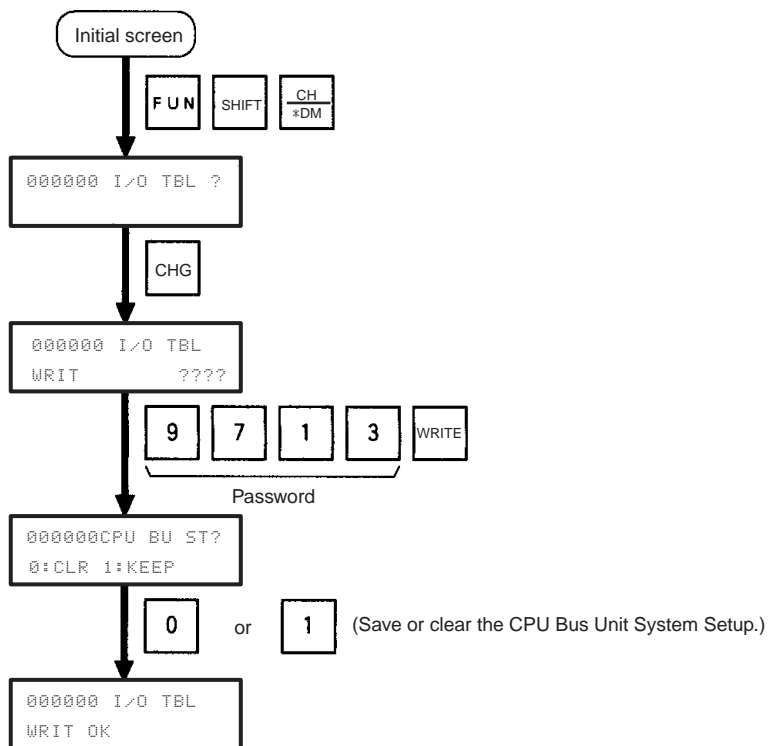 Initial screen
FUN SHIFT CH
*DM
000000 I/O TBL ?
CHG
000000 I/O TBL
WRIT ????
9 7 1 3 WRITE
Password
000000CPU BU ST?
0:CLR 1:KEEP
0 or 1 (Save or clear the CPU Bus Unit System Setup.)
000000 I/O TBL
WRIT OK